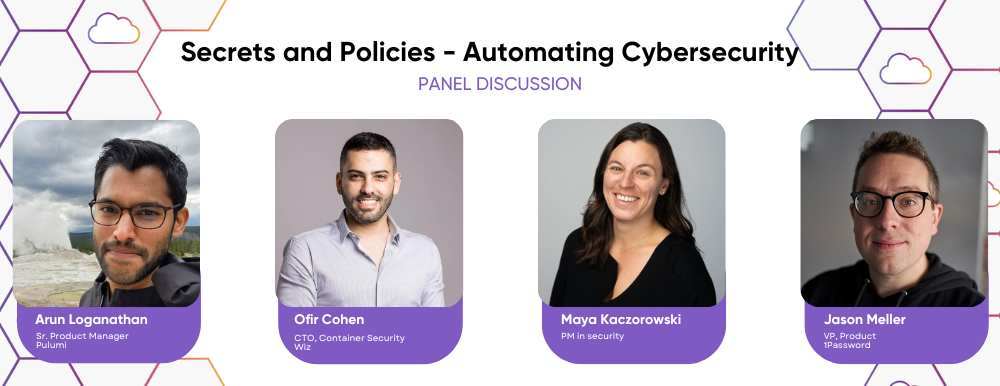 Secrets and Policies - Automating Cybersecurity
PANEL DISCUSSION
Arun Loganathan
Sr. Product Manager
Pulumi
Ofir Cohen
CTO, Container Security
Wiz
Maya Kaczorowski
PM in security
Jason Meller
VP, Product
1Password